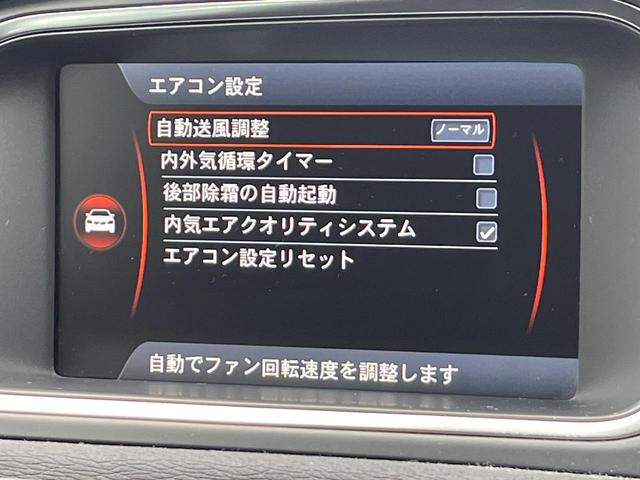 エアコン設定
自動送風調整 ノーマル
内外気循環タイマー
後部除霜の自動起動
内気エアクオリティシステム
エアコン設定リセット
自動でファン回転速度を調整します